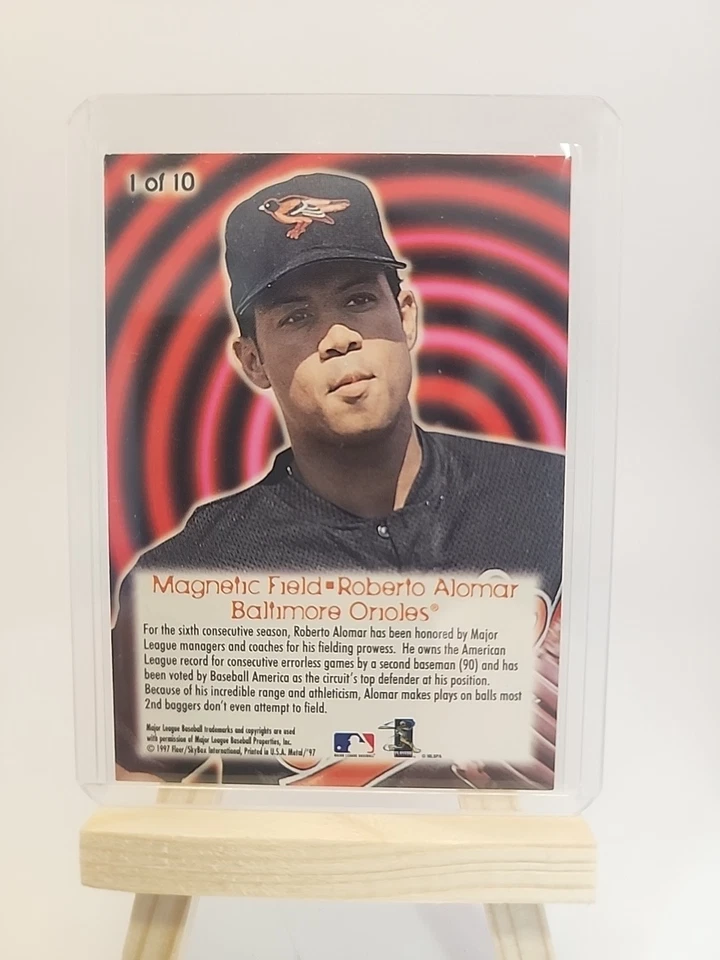 1 of 10
Magnetic Field▪Roberto Alomar
Baltimore Orioles®
For the sixth consecutive season, Roberto Alomar has been honored by Major
League managers and coaches for his fielding prowess.  He owns the American
League record for consecutive errorless games by a second baseman (90) and has
been voted by Baseball America as the circuit's top defender at his position.
Because of his incredible range and athleticism, Alomar makes plays on balls most
2nd baggers don't even attempt to field.
Major League Baseball trademarks and copyrights are used
with permission of Major League Baseball Properties, Inc.
© 1997 Fleer/SkyBox International, Printed in U.S.A. Metal/'97